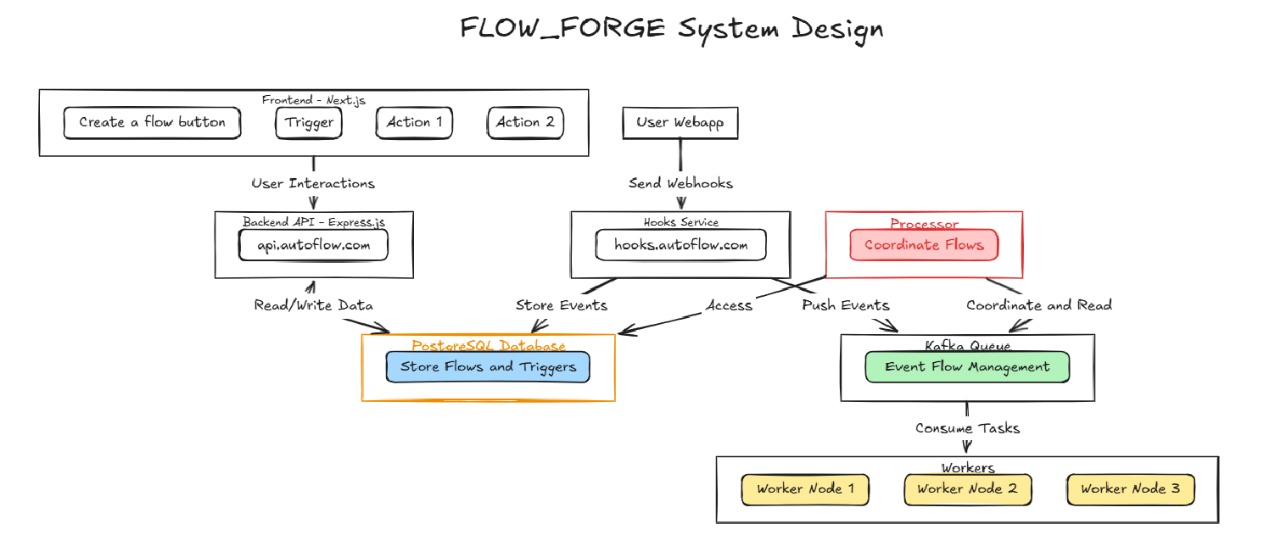 FLOW_FORGE System Design
Frontend - Next.js
Create a flow button
Trigger
Action 1
Action 2
User Webapp
User Interactions
Send Webhooks
Backend API - Express.js
api.autoflow.com
Hooks Service
hooks.autoflow.com
Processor
Coordinate Flows
Read/Write Data
Store Events
Access
Push Events
Coordinate and Read
PostgreSQL Database
Store Flows and Triggers
Kafka Queue
Event Flow Management
Consume Tasks
Workers
Worker Node 1
Worker Node 2
Worker Node 3